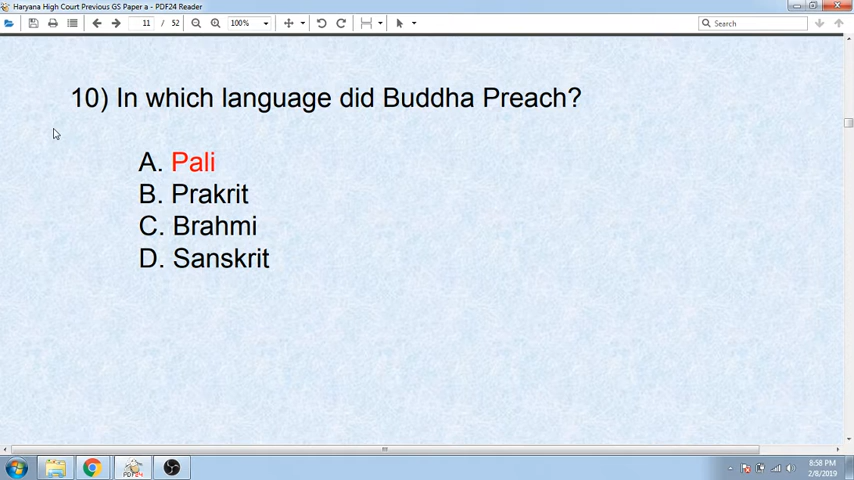 Haryana High Court Previous GS Paper a - PDF24 Reader
11 / 52 100% Search
10) In which language did Buddha Preach?
A. Pali
B. Prakrit
C. Brahmi
D. Sanskrit
PDF24
8:58 PM
2/8/2019